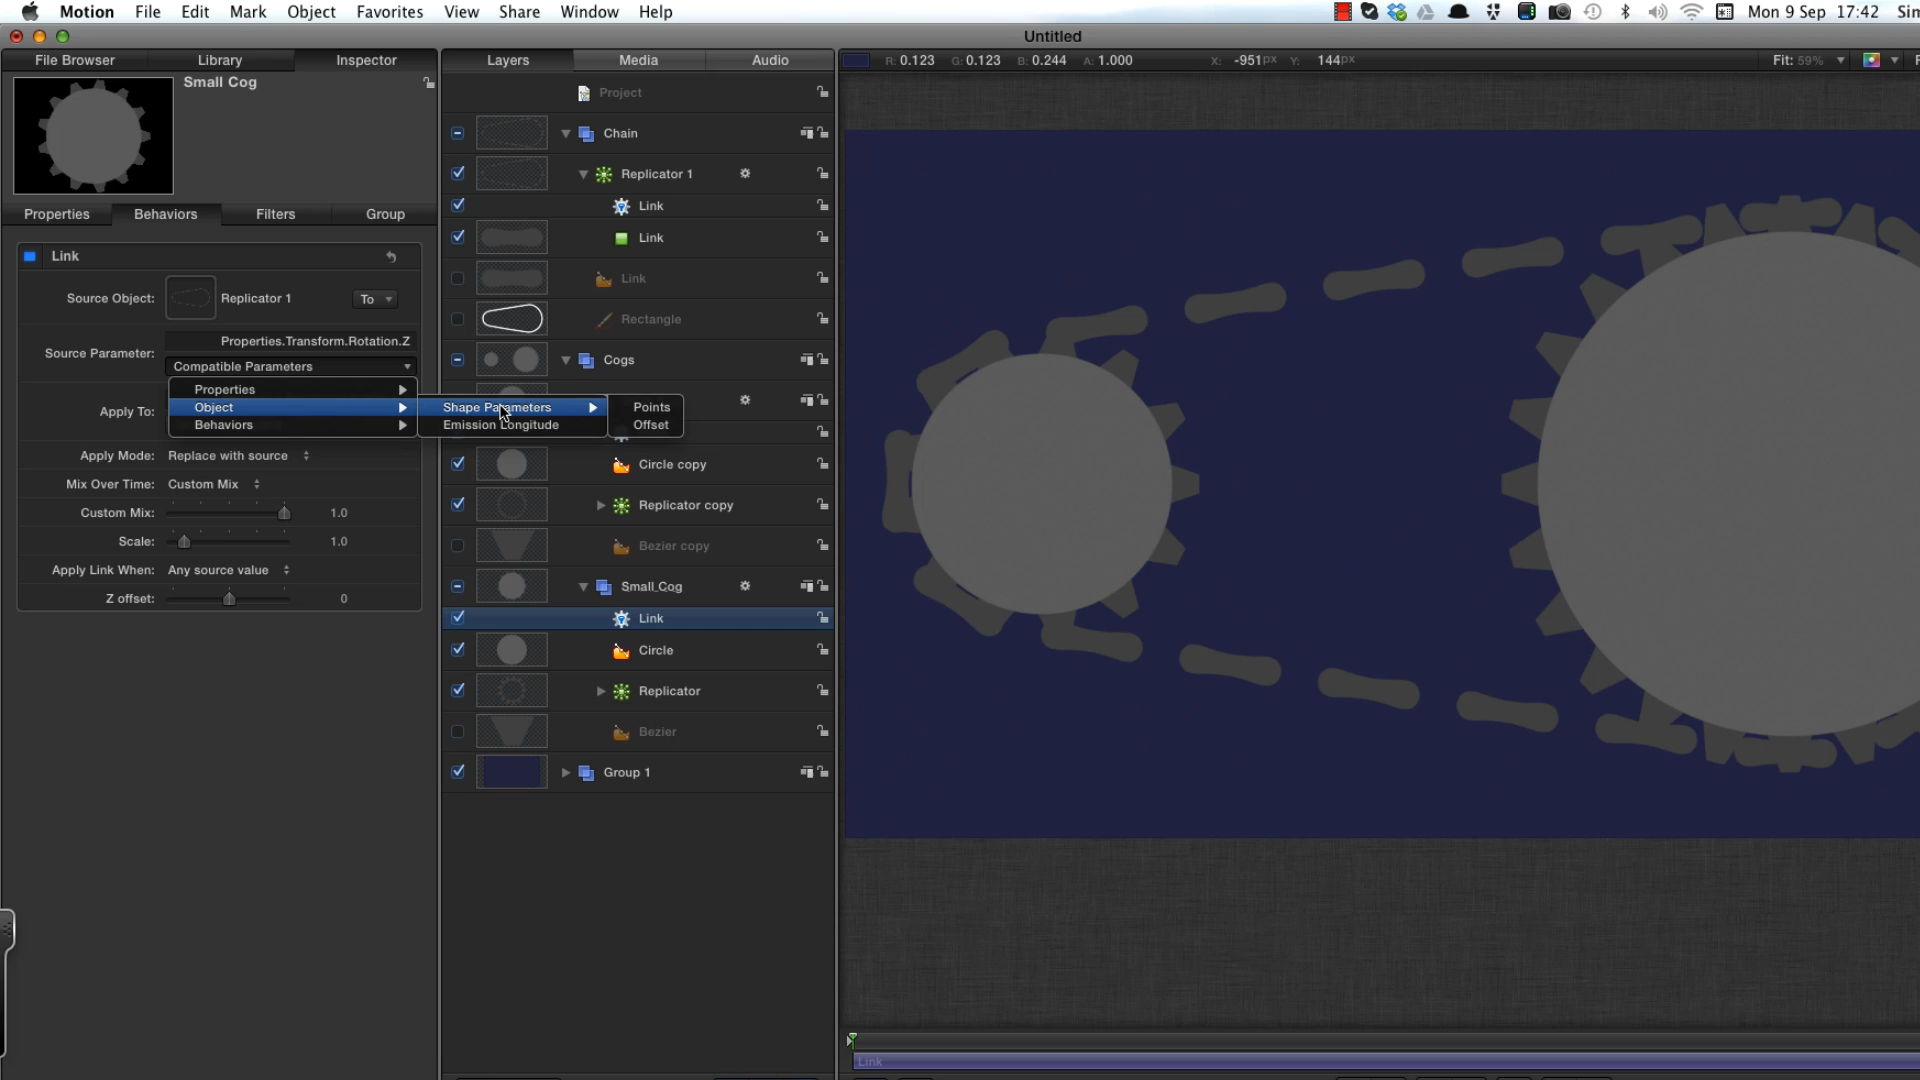 Motion File Edit Mark Object Favorites View Share Window Help Mon 9 Sep 17:42
Untitled
File Browser Library Inspector
Small Cog
Properties Behaviors Filters Group
Link
Source Object: Replicator 1 To
Source Parameter: Properties.Transform.Rotation.Z
Compatible Parameters
Properties
Object
Behaviors
Shape Parameters
Emission Longitude
Points
Offset
Apply To:
Apply Mode: Replace with source
Mix Over Time: Custom Mix
Custom Mix: 1.0
Scale: 1.0
Apply Link When: Any source value
Z offset: 0
Layers Media Audio
Project
Chain
Replicator 1
Link
Link
Link
Rectangle
Cogs
Circle copy
Replicator copy
Bezier copy
Small_Cog
Link
Circle
Replicator
Bezier
Group 1
R: 0.123 G: 0.123 B: 0.244 A: 1.000 X: -951px Y: 144px Fit: 59%
Link